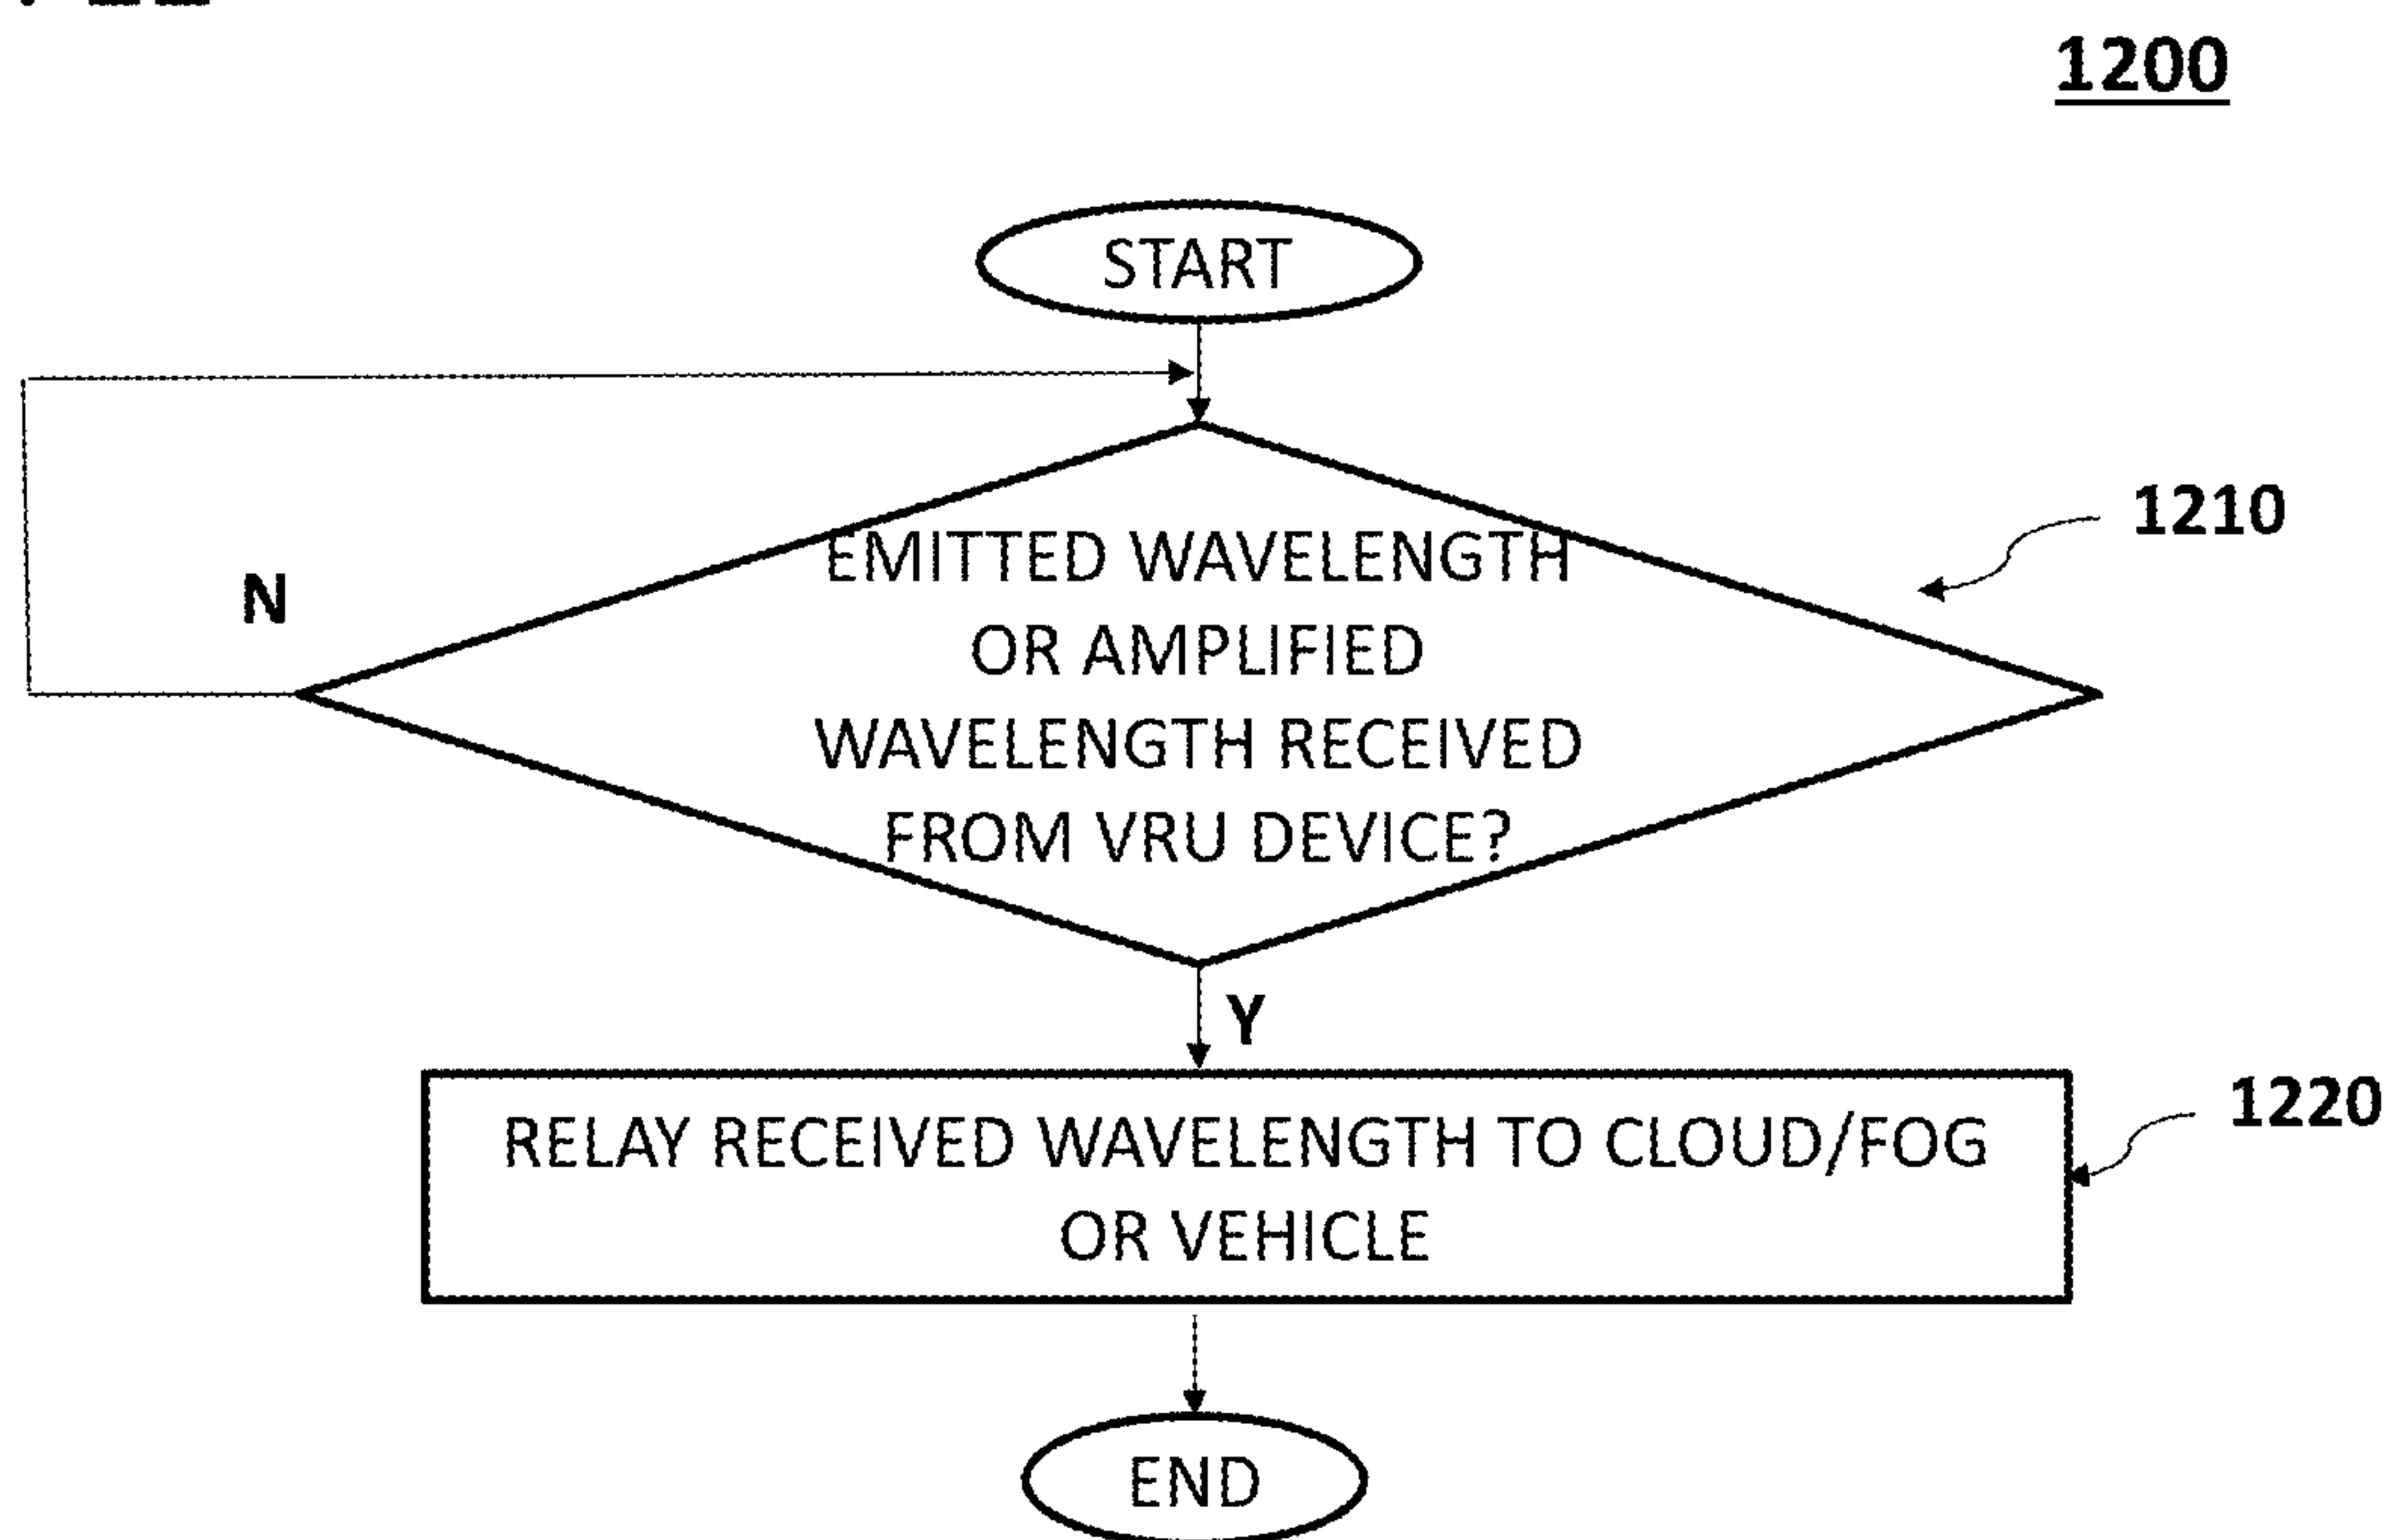 1200
START
1210
EMITTED WAVELENGTH
N
OR AMPLIFIED
WAVELENGTH RECEIVED
FROM VRU DEVICE?
Y
1220
RELAY RECEIVED WAVELENGTH TO CLOUD/FOG
OR VEHICLE
END